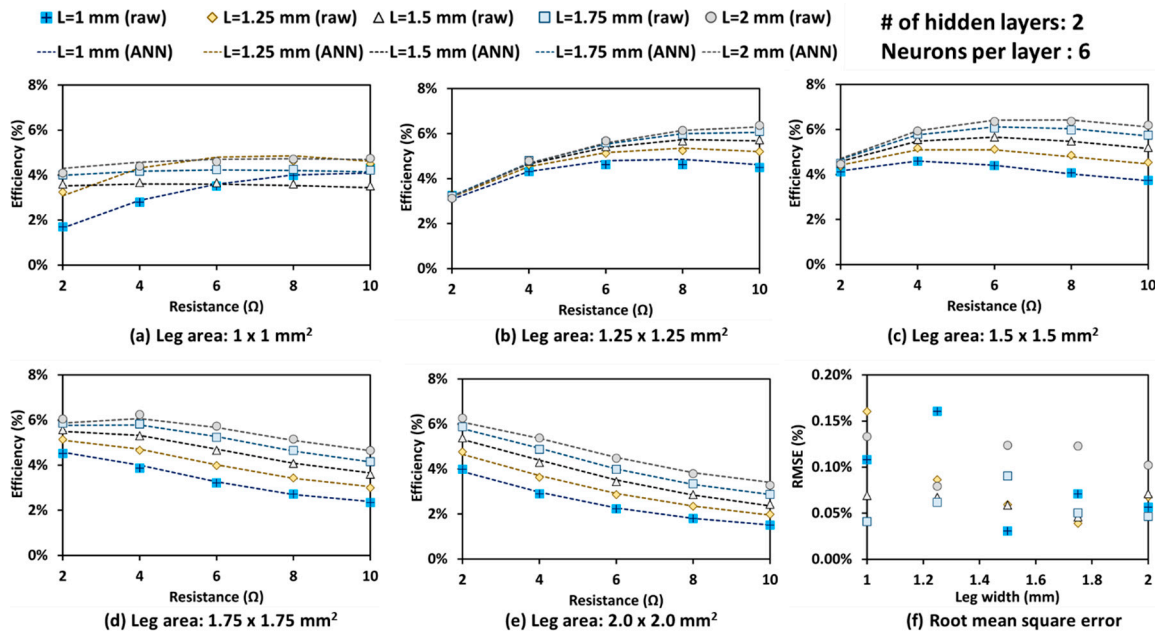 L=1 mm (raw) L=1.25 mm (raw) L=1.5 mm (raw) L=1.75 mm (raw) L=2 mm (raw)
L=1 mm (ANN) L=1.25 mm (ANN) L=1.5 mm (ANN) L=1.75 mm (ANN) L=2 mm (ANN)
# of hidden layers: 2
Neurons per layer : 6
Efficiency (%)
8%
6%
4%
2%
0%
2 4 6 8 10
Resistance (Ω)
(a) Leg area: 1 x 1 mm²
Efficiency (%)
8%
6%
4%
2%
0%
2 4 6 8 10
Resistance (Ω)
(b) Leg area: 1.25 x 1.25 mm²
Efficiency (%)
8%
6%
4%
2%
0%
2 4 6 8 10
Resistance (Ω)
(c) Leg area: 1.5 x 1.5 mm²
Efficiency (%)
8%
6%
4%
2%
0%
2 4 6 8 10
Resistance (Ω)
(d) Leg area: 1.75 x 1.75 mm²
Efficiency (%)
8%
6%
4%
2%
0%
2 4 6 8 10
Resistance (Ω)
(e) Leg area: 2.0 x 2.0 mm²
RMSE (%)
0.20%
0.15%
0.10%
0.05%
0.00%
1 1.2 1.4 1.6 1.8 2
Leg width (mm)
(f) Root mean square error